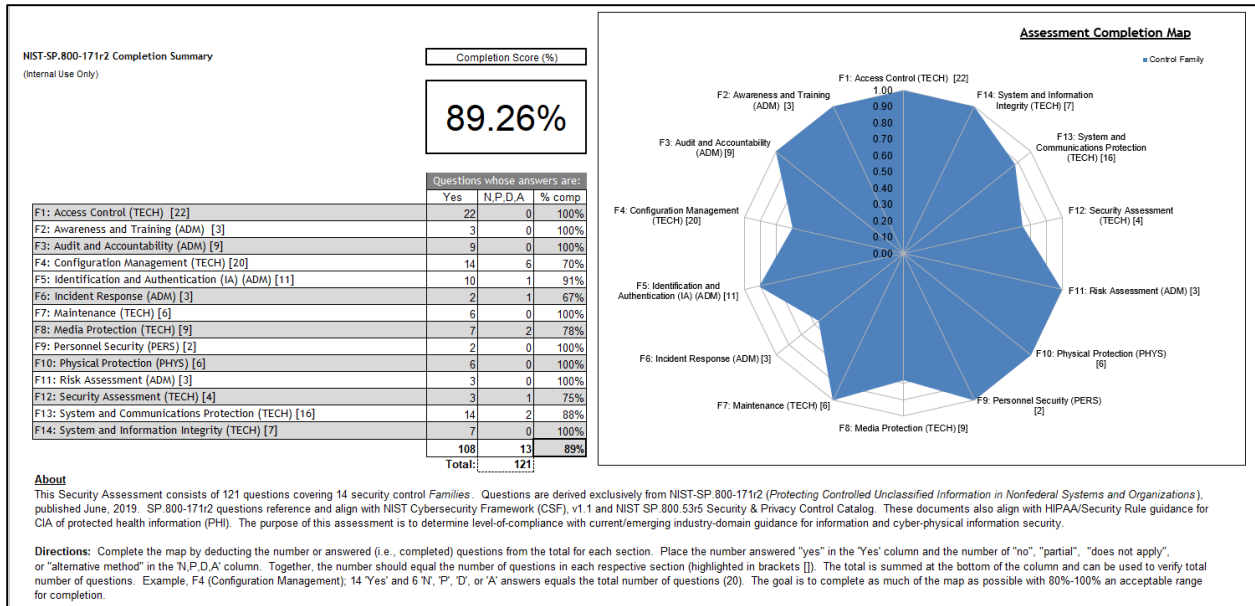 NIST-SP.800-171r2 Completion Summary
(Internal Use Only)
Completion Score (%)
89.26%
Questions whose answers are:
Yes N,P,D,A % comp
F1: Access Control (TECH) [22] 22 0 100%
F2: Awareness and Training (ADM) [3] 3 0 100%
F3: Audit and Accountability (ADM) [9] 9 0 100%
F4: Configuration Management (TECH) [20] 14 6 70%
F5: Identification and Authentication (IA) (ADM) [11] 10 1 91%
F6: Incident Response (ADM) [3] 2 1 67%
F7: Maintenance (TECH) [6] 6 0 100%
F8: Media Protection (TECH) [9] 7 2 78%
F9: Personnel Security (PERS) [2] 2 0 100%
F10: Physical Protection (PHYS) [6] 6 0 100%
F11: Risk Assessment (ADM) [3] 3 0 100%
F12: Security Assessment (TECH) [4] 3 1 75%
F13: System and Communications Protection (TECH) [16] 14 2 88%
F14: System and Information Integrity (TECH) [7] 7 0 100%
108 13 89%
Total: 121
Assessment Completion Map
Control Family
F1: Access Control (TECH) [22]
F14: System and Information
Integrity (TECH) [7]
F13: System and
Communications Protection
(TECH) [16]
F12: Security Assessment
(TECH) [4]
F11: Risk Assessment (ADM) [3]
F10: Physical Protection (PHYS)
[6]
F9: Personnel Security (PERS)
[2]
F8: Media Protection (TECH) [9]
F7: Maintenance (TECH) [6]
F6: Incident Response (ADM) [3]
F5: Identification and
Authentication (IA) (ADM) [11]
F4: Configuration Management
(TECH) [20]
F3: Audit and Accountability
(ADM) [9]
F2: Awareness and Training
(ADM) [3]
1.00
0.90
0.80
0.70
0.60
0.50
0.40
0.30
0.20
0.10
0.00
About
This Security Assessment consists of 121 questions covering 14 security control Families. Questions are derived exclusively from NIST-SP.800-171r2 (Protecting Controlled Unclassified Information in Nonfederal Systems and Organizations),
published June, 2019. SP.800-171r2 questions reference and align with NIST Cybersecurity Framework (CSF), v1.1 and NIST SP.800.53r5 Security & Privacy Control Catalog. These documents also align with HIPAA/Security Rule guidance for
CIA of protected health information (PHI). The purpose of this assessment is to determine level-of-compliance with current/emerging industry-domain guidance for information and cyber-physical information security.
Directions: Complete the map by deducting the number or answered (i.e., completed) questions from the total for each section. Place the number answered "yes" in the 'Yes' column and the number of "no", "partial", "does not apply",
or "alternative method" in the 'N,P,D,A' column. Together, the number should equal the number of questions in each respective section (highlighted in brackets []). The total is summed at the bottom of the column and can be used to verify total
number of questions. Example, F4 (Configuration Management); 14 'Yes' and 6 'N', 'P', 'D', or 'A' answers equals the total number of questions (20). The goal is to complete as much of the map as possible with 80%-100% an acceptable range
for completion.